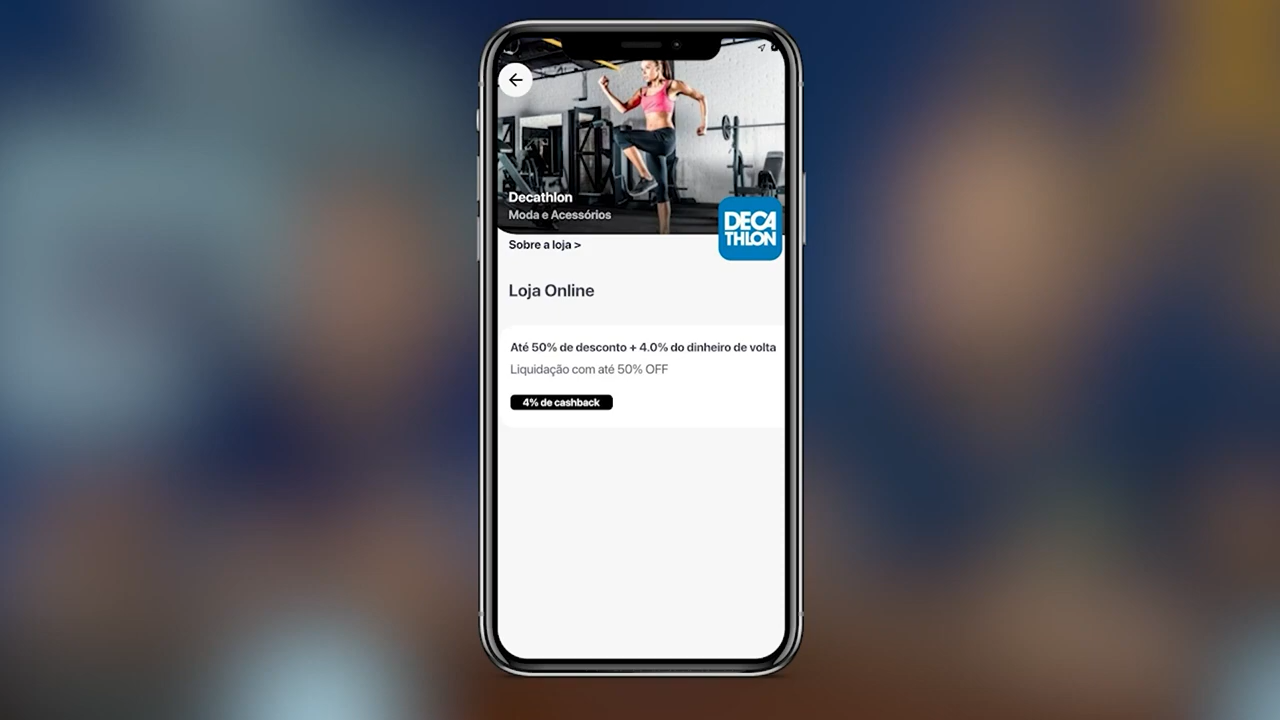 Decathlon
Moda e Acessórios
DECA
THLON
Sobre a loja >
Loja Online
Até 50% de desconto + 4.0% do dinheiro de volta
Liquidação com até 50% OFF
4% de cashback